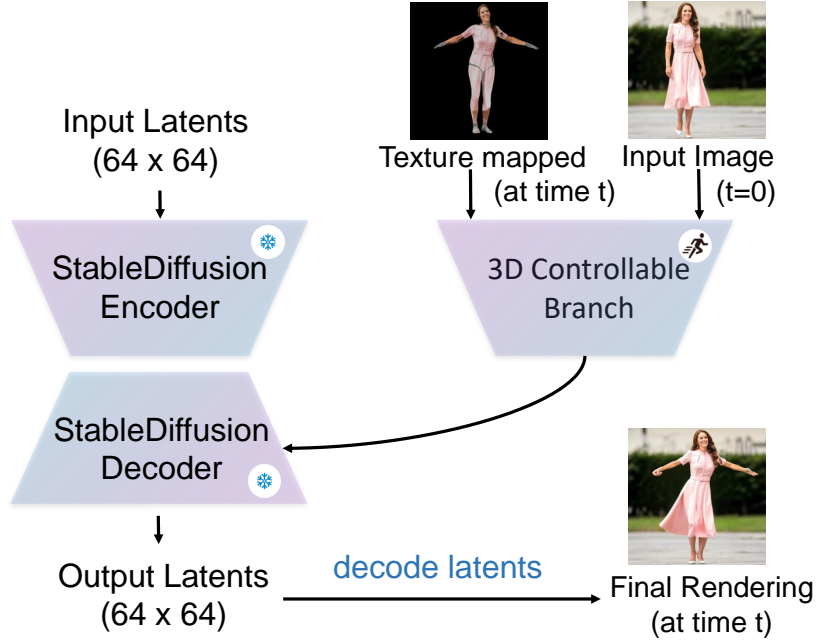 Input Latents
(64 x 64)
Texture mapped
(at time t)
Input Image
(t=0)
StableDiffusion
Encoder
3D Controllable
Branch
StableDiffusion
Decoder
Output Latents
(64 x 64)
decode latents
Final Rendering
(at time t)